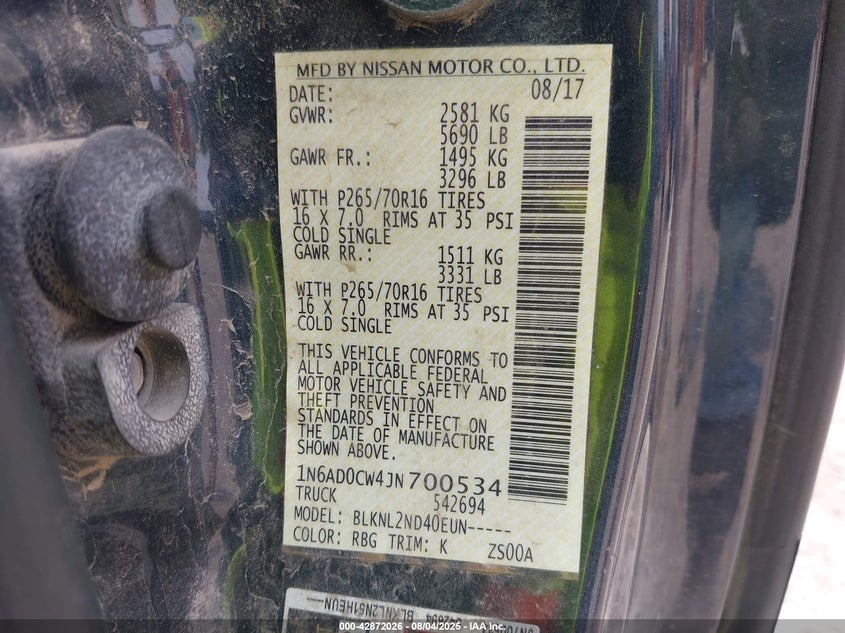 MFD BY NISSAN MOTOR CO., LTD.
DATE: 08/17
GVWR: 2581 KG
5690 LB
GAWR FR.: 1495 KG
3296 LB
WITH P265/70R16 TIRES
16 X 7.0 RIMS AT 35 PSI
COLD SINGLE
GAWR RR.: 1511 KG
3331 LB
WITH P265/70R16 TIRES
16 X 7.0 RIMS AT 35 PSI
COLD SINGLE
THIS VEHICLE CONFORMS TO
ALL APPLICABLE FEDERAL
MOTOR VEHICLE SAFETY AND
THEFT PREVENTION
STANDARDS IN EFFECT ON
THE DATE OF MANUFACTURE
SHOWN ABOVE.
1N6AD0CW4JN700534
TRUCK 542694
MODEL: BLKNL2ND40EUN-----
COLOR: RBG TRIM: K ZS00A
000-42872026 - 08/04/2025 - IAAI.COM